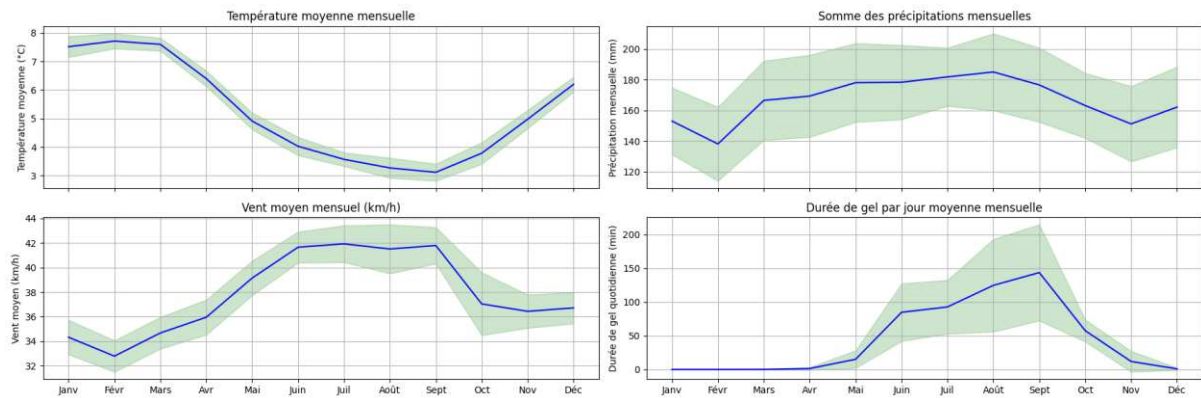 Température moyenne mensuelle
Température moyenne (°C)
8
7
6
5
4
3
Somme des précipitations mensuelles
Précipitation mensuelle (mm)
200
180
160
140
120
Vent moyen mensuel (km/h)
Vent moyen (km/h)
44
42
40
38
36
34
32
Janv Févr Mars Avr Mai Juin Juil Août Sept Oct Nov Déc
Durée de gel par jour moyenne mensuelle
Durée de gel quotidienne (min)
200
150
100
50
0
Janv Févr Mars Avr Mai Juin Juil Août Sept Oct Nov Déc